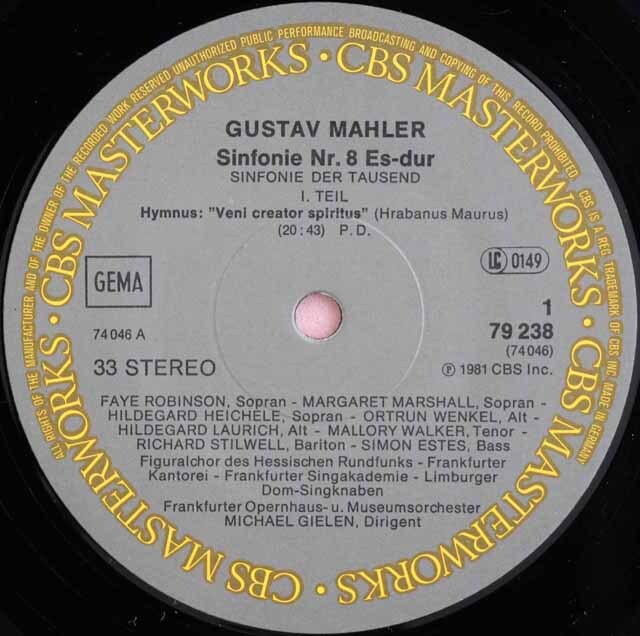 ALL RIGHTS OF THE MANUFACTURER AND OF THE OWNER OF THE RECORDED WORK RESERVED UNAUTHORIZED PUBLIC PERFORMANCE BROADCASTING AND COPYING OF THIS RECORD PROHIBITED. CBS IS A REG. TRADEMARK OF CBS INC. MADE IN GERMANY
CBS MASTERWORKS • CBS MASTERWORKS • CBS MASTERWORKS • CBS MASTERWORKS •
GUSTAV MAHLER
Sinfonie Nr. 8 Es-dur
SINFONIE DER TAUSEND
I. TEIL
Hymnus: "Veni creator spiritus" (Hrabanus Maurus)
(20:43) P. D.
GEMA
LC 0149
74 046 A
1
79 238
(74 046)
33 STEREO
℗ 1981 CBS Inc.
FAYE ROBINSON, Sopran - MARGARET MARSHALL, Sopran -
HILDEGARD HEICHELE, Sopran - ORTRUN WENKEL, Alt -
HILDEGARD LAURICH, Alt - MALLORY WALKER, Tenor -
RICHARD STILWELL, Bariton - SIMON ESTES, Bass
Figuralchor des Hessischen Rundfunks - Frankfurter
Kantorei - Frankfurter Singakademie - Limburger
Dom-Singknaben
Frankfurter Opernhaus- u. Museumsorchester
MICHAEL GIELEN, Dirigent